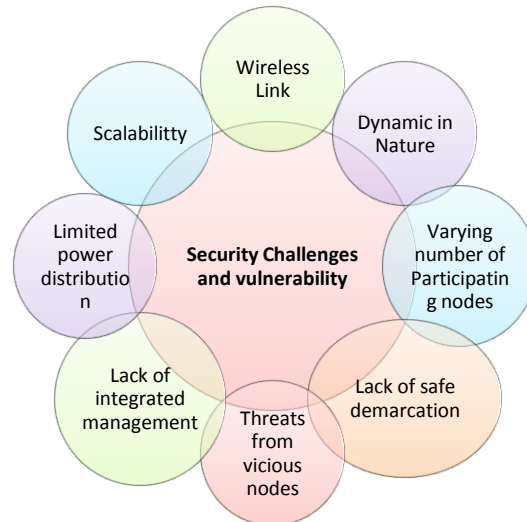 Wireless
Link
Dynamic in
Nature
Varying
number of
Participatin
g nodes
Lack of safe
demarcation
Threats
from
vicious
nodes
Lack of
integrated
management
Limited
power
distributio
n
Scalabilitty
Security Challenges
and vulnerability